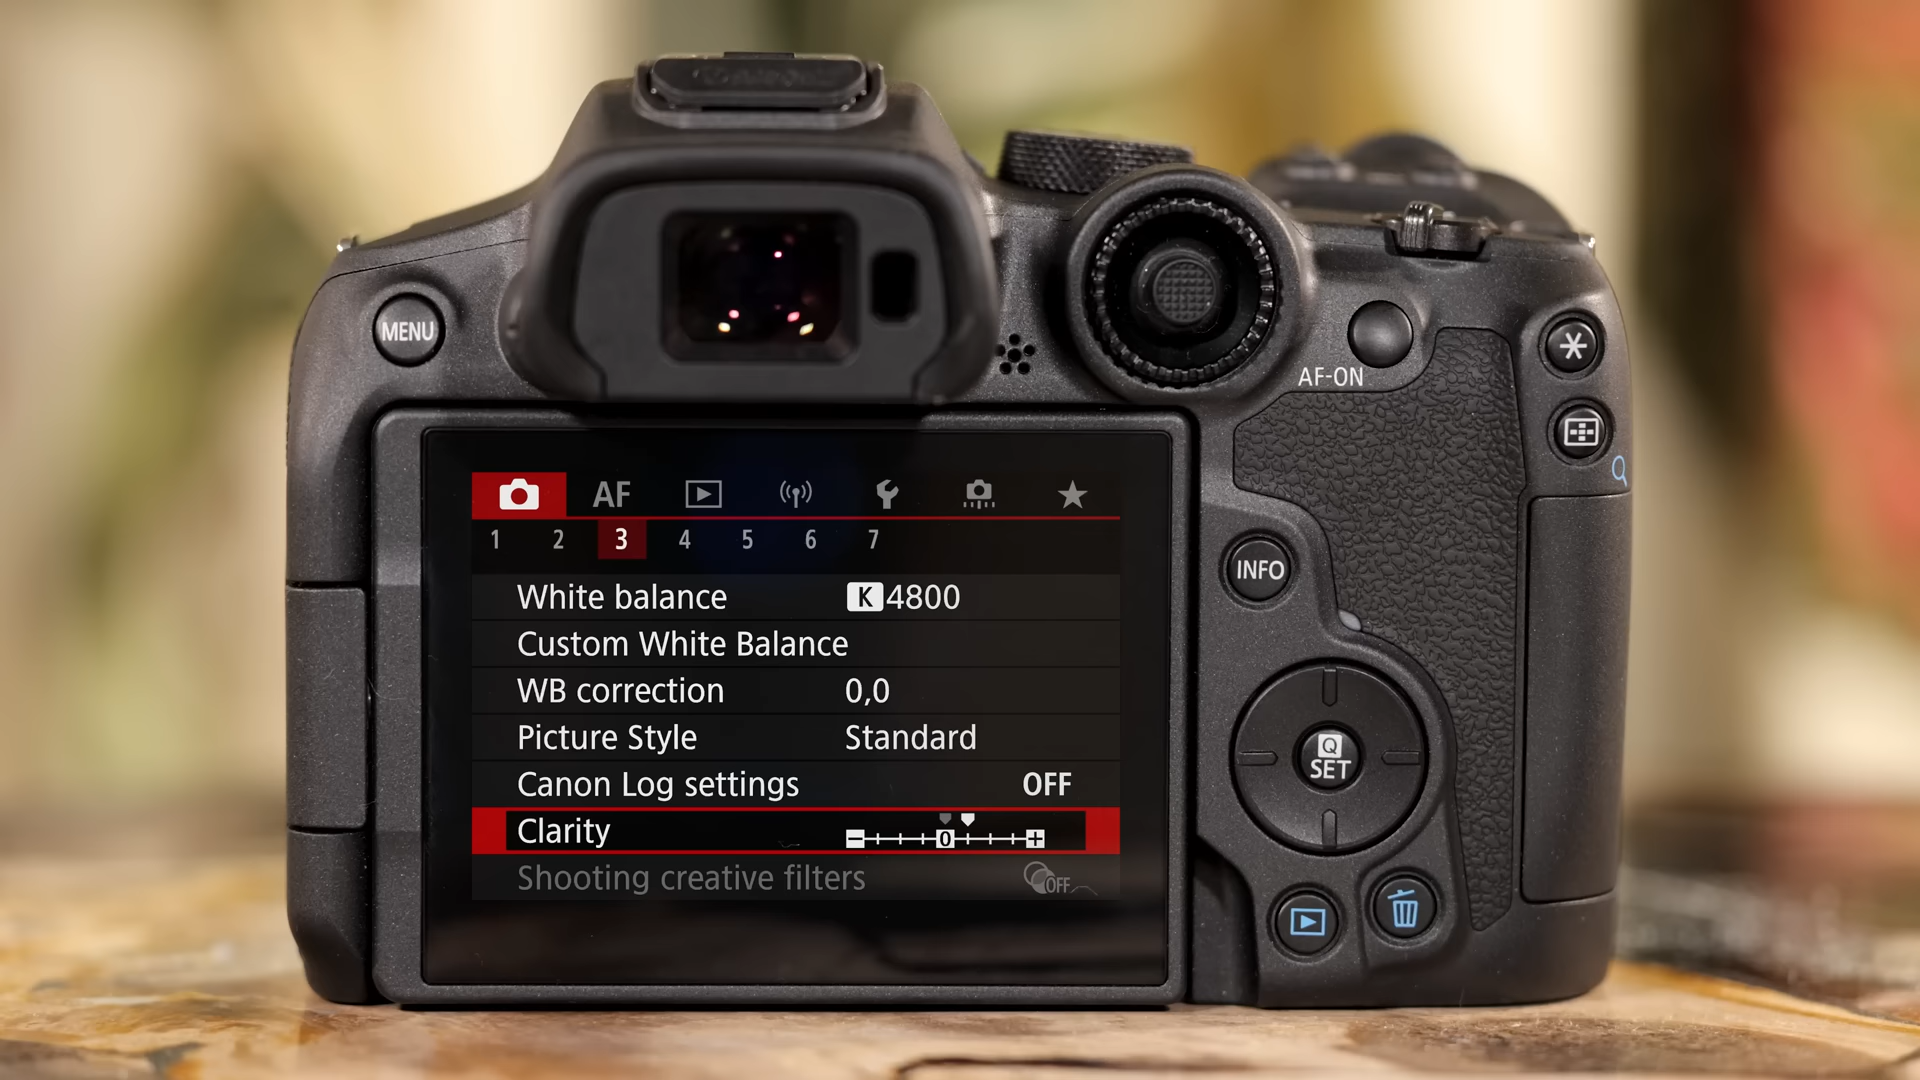 MENU
AF-ON
AF
1 2 3 4 5 6 7
White balance K 4800
Custom White Balance
WB correction 0,0
Picture Style Standard
Canon Log settings OFF
Clarity 0
Shooting creative filters OFF
INFO
Q
SET